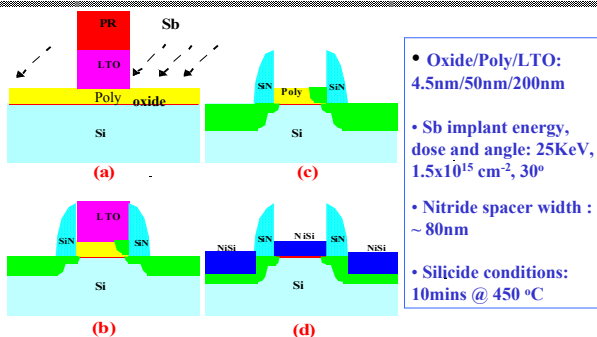 PR
Sb
LTO
Poly oxide
Si
(a)
SiN Poly SiN
Si
(c)
LTO
SiN SiN
Si
(b)
NiSi NiSi NiSi
SiN SiN
Si
(d)
• Oxide/Poly/LTO:
4.5nm/50nm/200nm
• Sb implant energy,
dose and angle: 25KeV,
1.5x10¹⁵ cm⁻², 30º
• Nitride spacer width :
~ 80nm
• Silicide conditions:
10mins @ 450 ºC